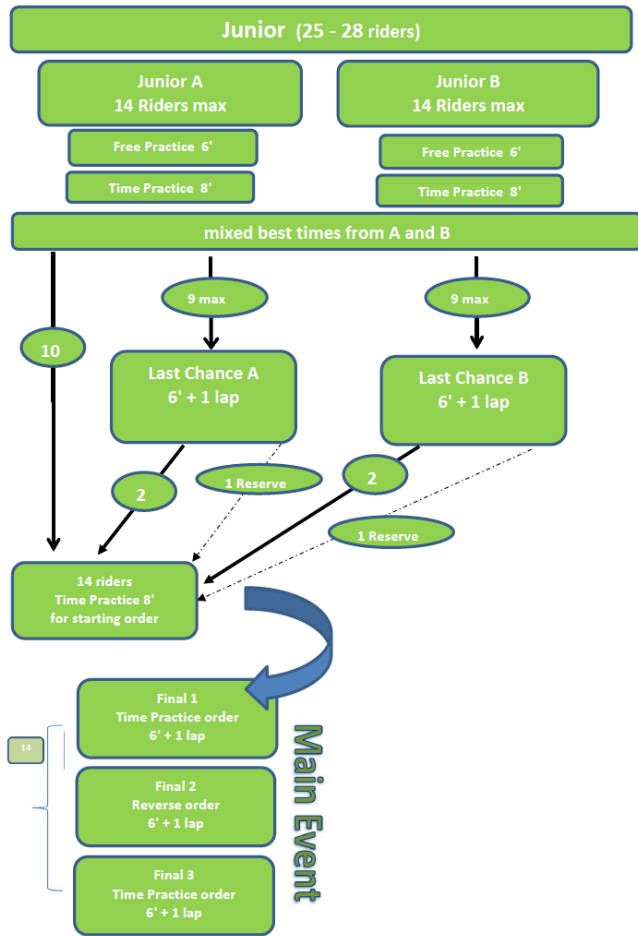 Junior (25 - 28 riders)
Junior A
14 Riders max
Junior B
14 Riders max
Free Practice 6'
Free Practice 6'
Time Practice 8'
Time Practice 8'
mixed best times from A and B
9 max
9 max
10
Last Chance A
6' + 1 lap
Last Chance B
6' + 1 lap
2
1 Reserve
2
1 Reserve
14 riders
Time Practice 8'
for starting order
Final 1
Time Practice order
6' + 1 lap
14
Final 2
Reverse order
6' + 1 lap
Final 3
Time Practice order
6' + 1 lap
Main Event